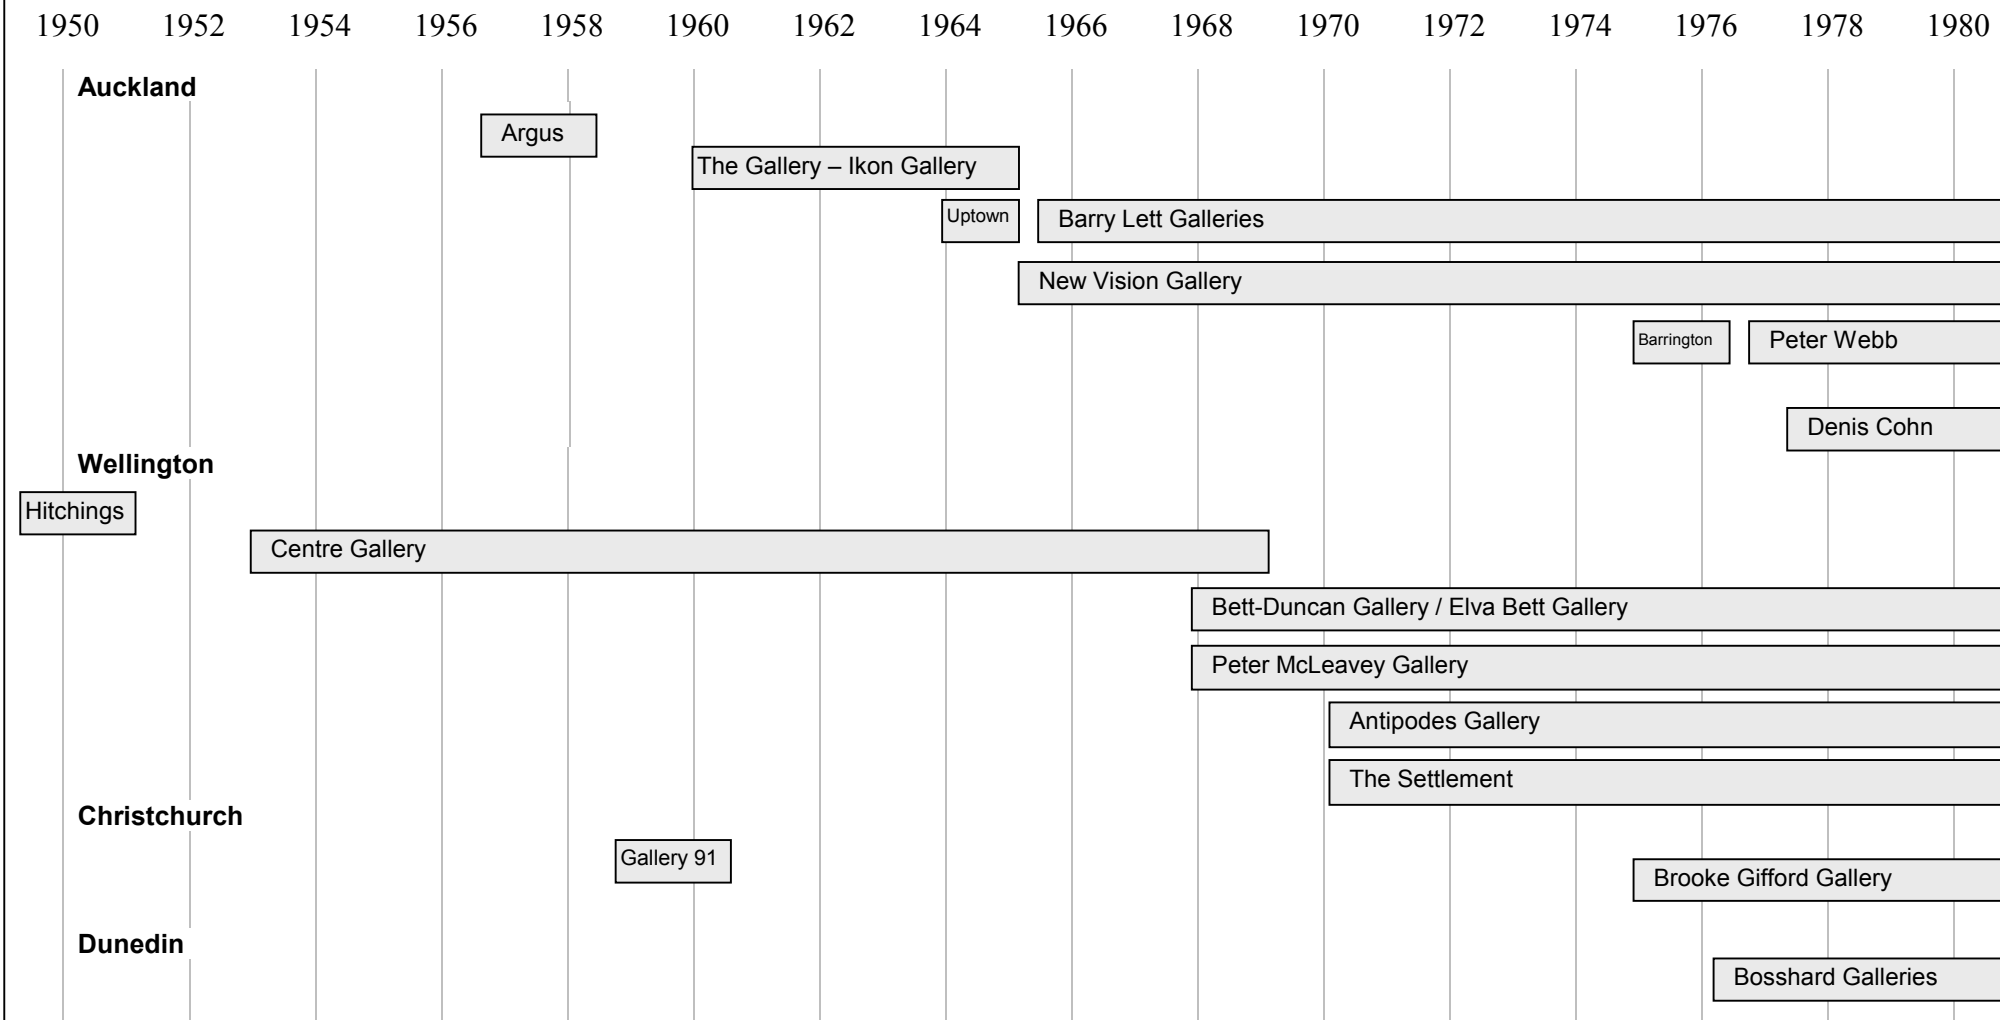 1950 1952 1954 1956 1958 1960 1962 1964 1966 1968 1970 1972 1974 1976 1978 1980
Auckland
Argus
The Gallery – Ikon Gallery
Uptown Barry Lett Galleries
New Vision Gallery
Barrington Peter Webb
Denis Cohn
Wellington
Hitchings
Centre Gallery
Bett-Duncan Gallery / Elva Bett Gallery
Peter McLeavey Gallery
Antipodes Gallery
The Settlement
Christchurch
Gallery 91
Brooke Gifford Gallery
Dunedin
Bosshard Galleries